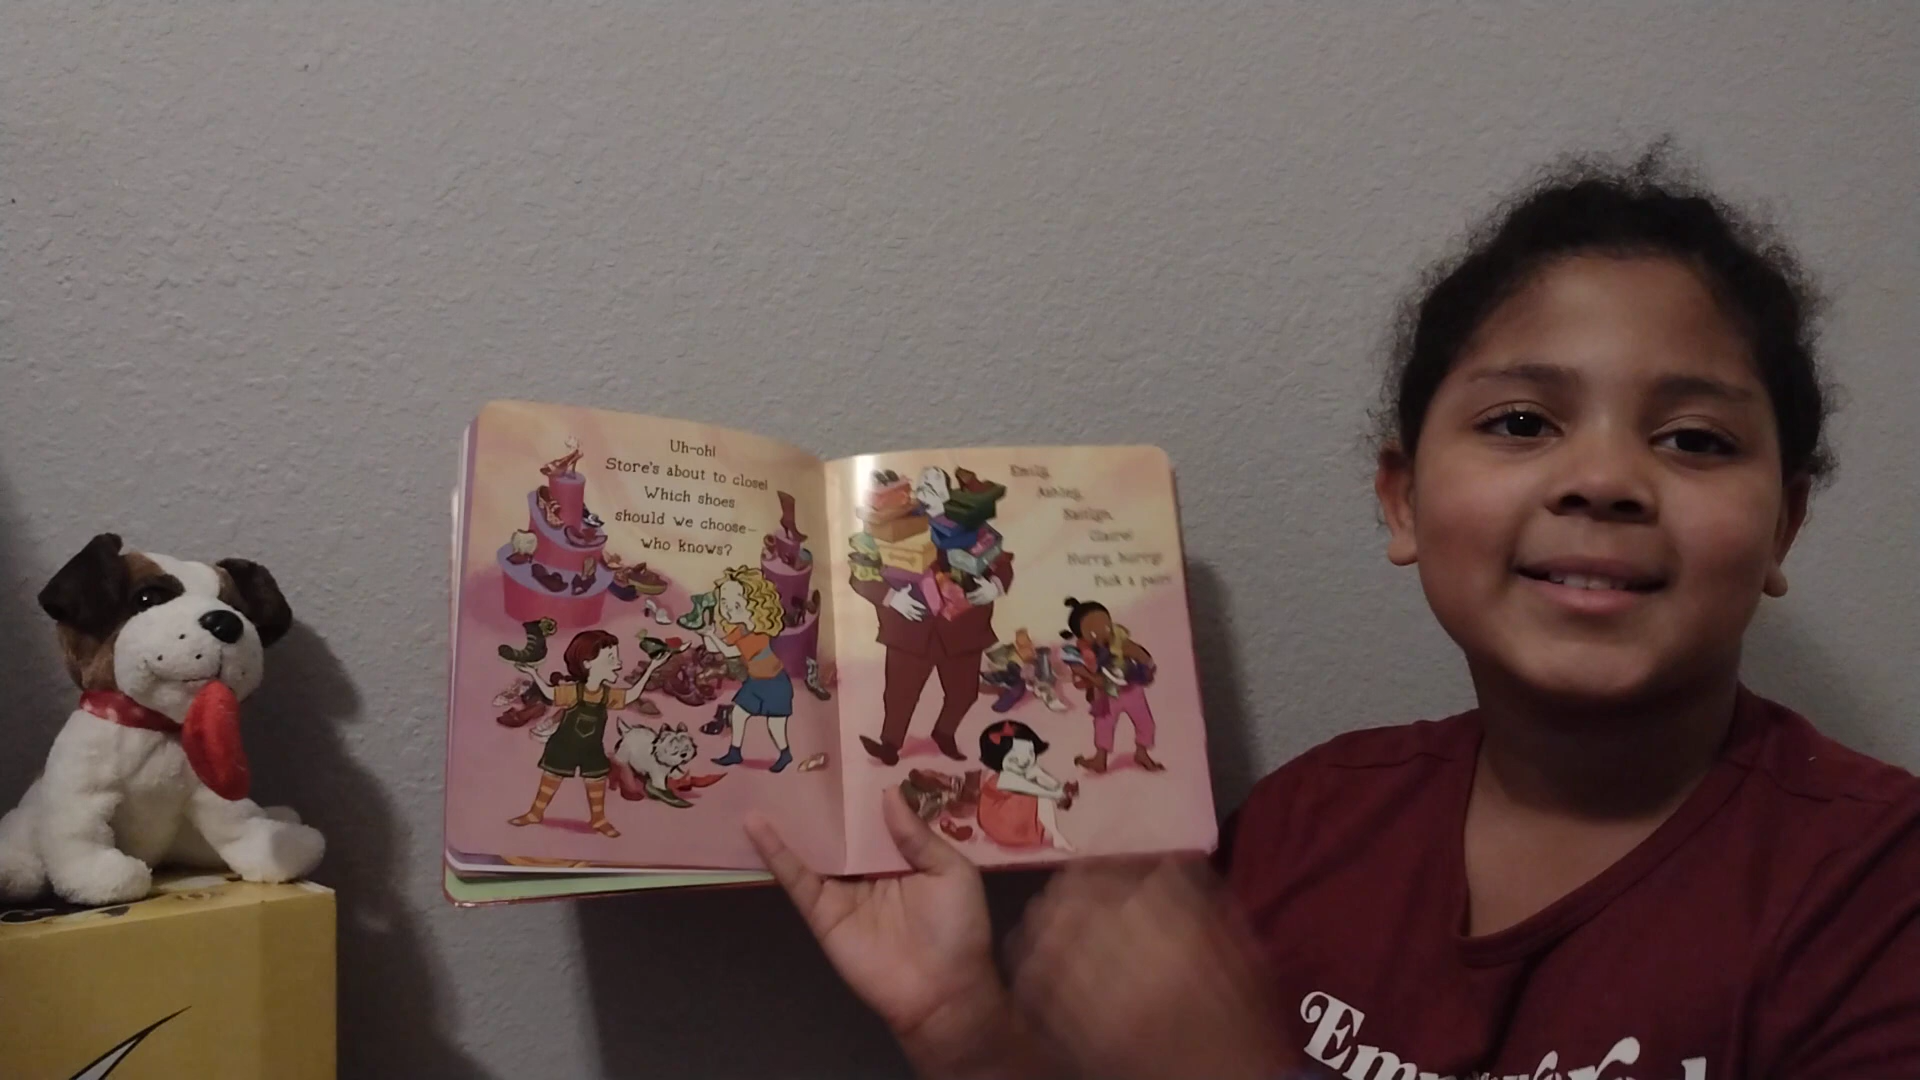 Uh-oh!
Store's about to close!
Which shoes
should we choose—
who knows?
Emily,
Ashley,
Kaitlyn,
Claire!
Hurry, hurry!
Pick a pair!